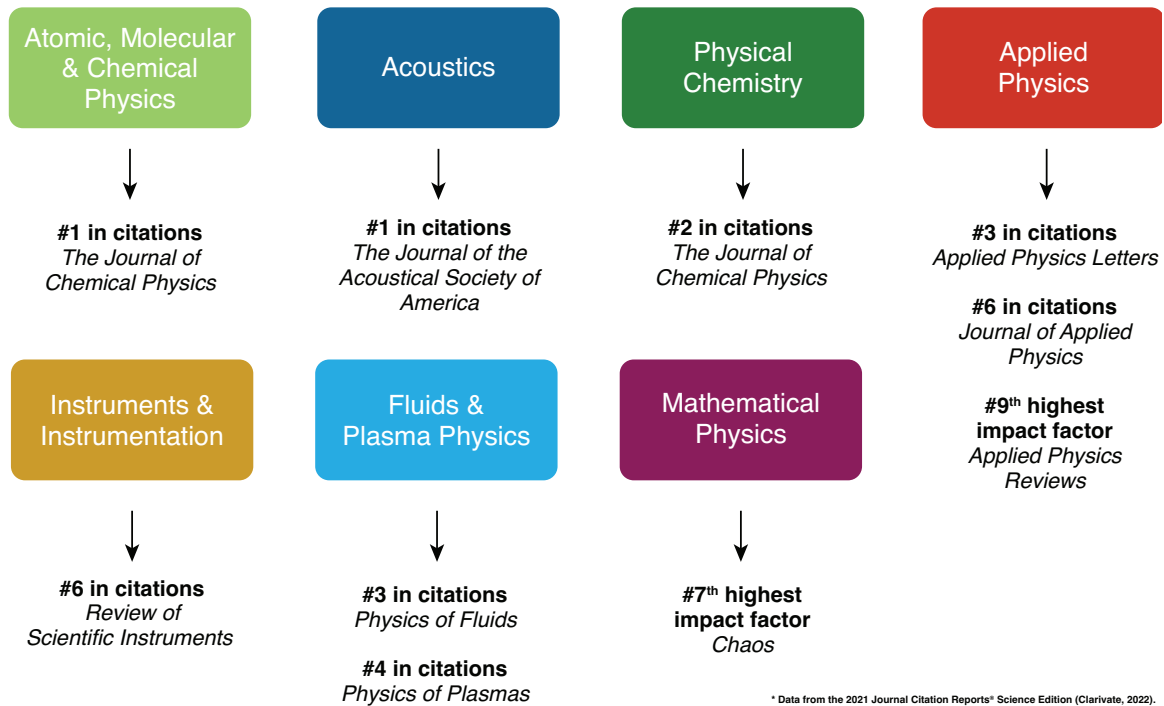 Atomic, Molecular
& Chemical
Physics
#1 in citations
The Journal of
Chemical Physics
Acoustics
#1 in citations
The Journal of the
Acoustical Society of
America
Physical
Chemistry
#2 in citations
The Journal of
Chemical Physics
Applied
Physics
#3 in citations
Applied Physics Letters
#6 in citations
Journal of Applied
Physics
#9th highest
impact factor
Applied Physics
Reviews
Instruments &
Instrumentation
#6 in citations
Review of
Scientific Instruments
Fluids &
Plasma Physics
#3 in citations
Physics of Fluids
#4 in citations
Physics of Plasmas
Mathematical
Physics
#7th highest
impact factor
Chaos
* Data from the 2021 Journal Citation Reports® Science Edition (Clarivate, 2022).